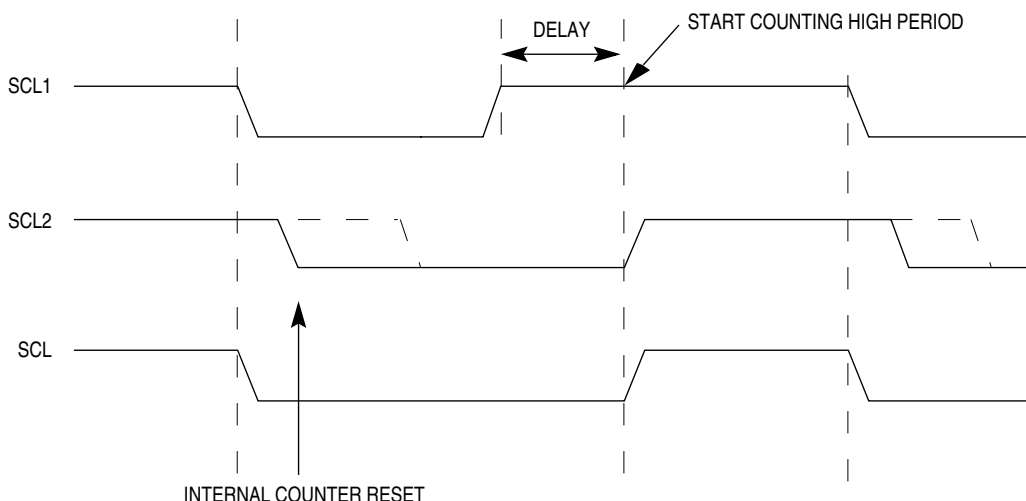 DELAY
START COUNTING HIGH PERIOD
SCL1
SCL2
SCL
INTERNAL COUNTER RESET